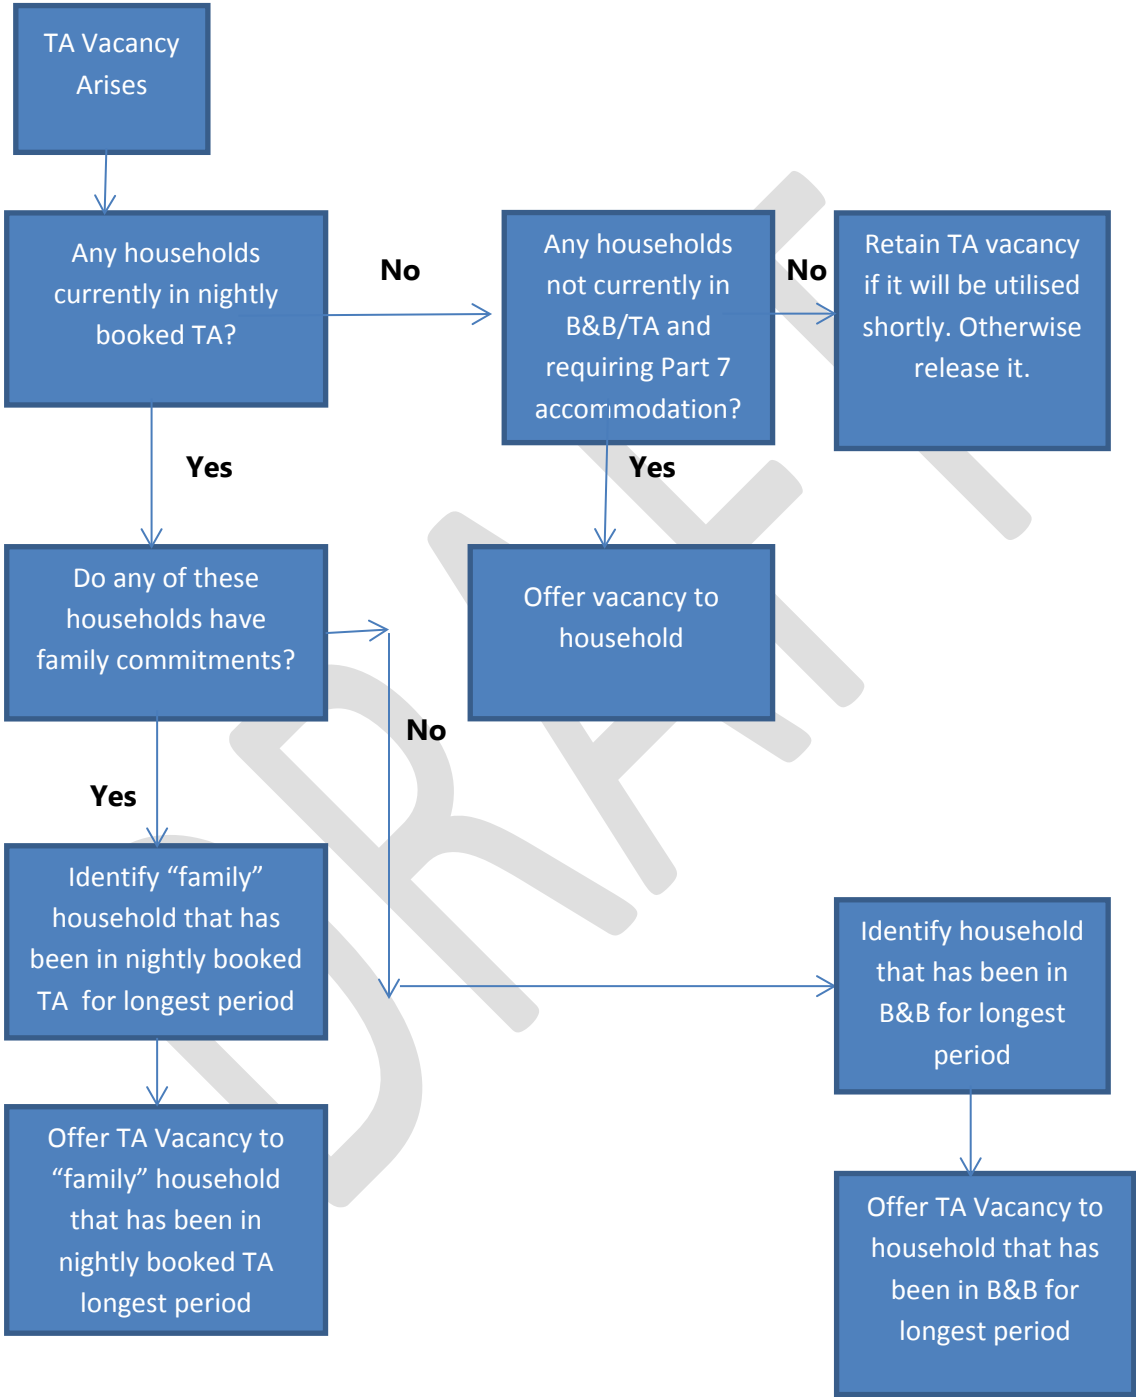 TA Vacancy
Arises
Any households
currently in nightly
booked TA?
No
Any households
not currently in
B&B/TA and
requiring Part 7
accommodation?
No
Retain TA vacancy
if it will be utilised
shortly. Otherwise
release it.
Yes
Yes
Do any of these
households have
family commitments?
Offer vacancy to
household
No
Yes
Identify “family”
household that has
been in nightly booked
TA for longest period
Identify household
that has been in
B&B for longest
period
Offer TA Vacancy to
“family” household
that has been in
nightly booked TA
longest period
Offer TA Vacancy to
household that has
been in B&B for
longest period
DRAFT